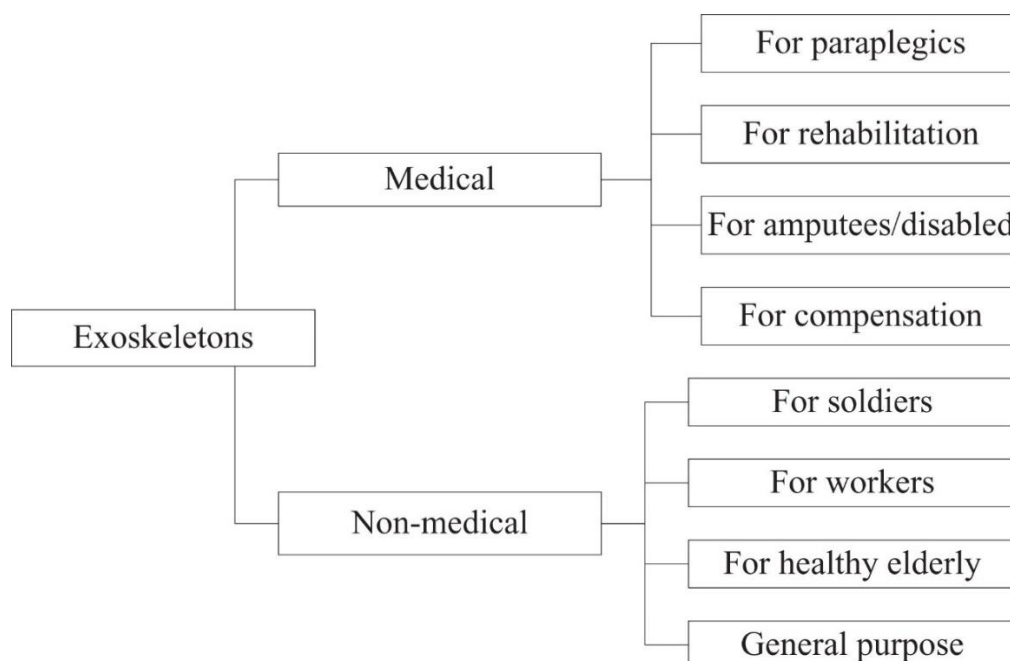 Exoskeletons
Medical
For paraplegics
For rehabilitation
For amputees/disabled
For compensation
Non-medical
For soldiers
For workers
For healthy elderly
General purpose